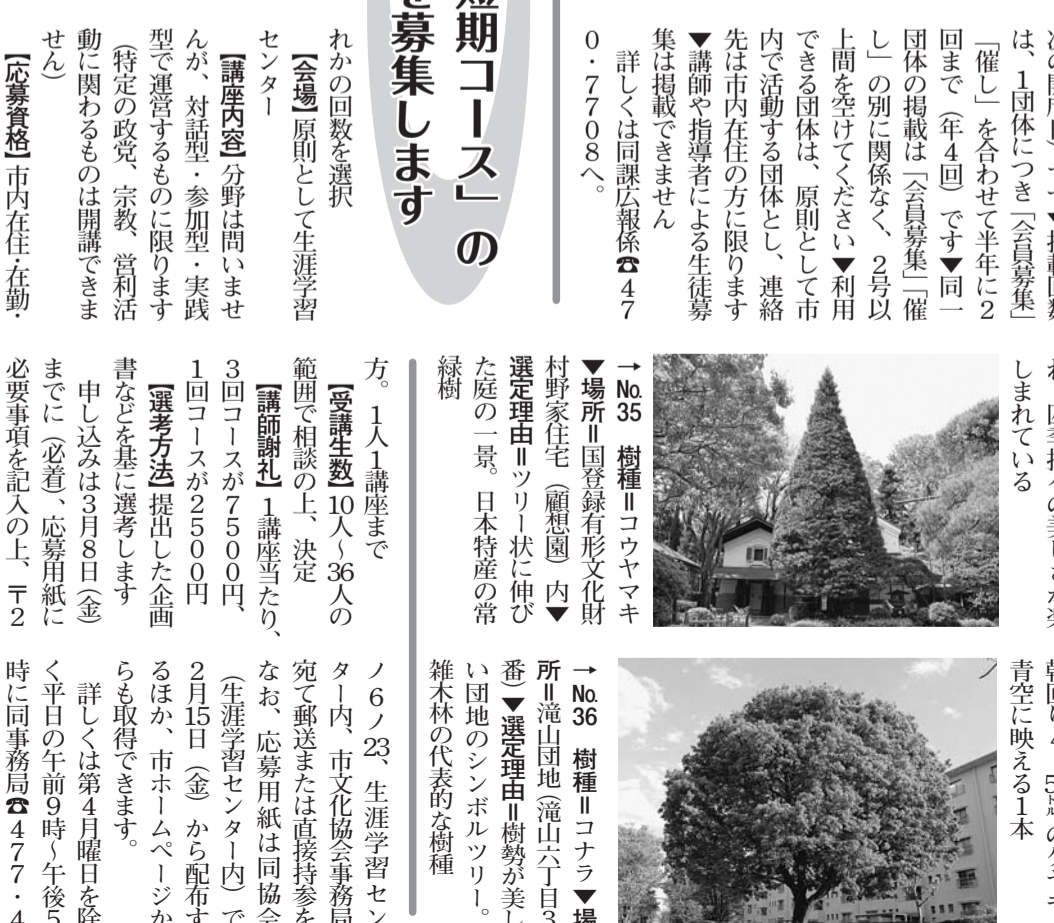 は、1団体につき「会員募集」
「催し」を合わせて半年に2
回まで（年4回）です▼同一
団体の掲載は「会員募集」「催
し」の別に関係なく、2号以
上間を空けてください▼利用
できる団体は、原則として市
内で活動する団体とし、連絡
先は市内在住の方に限ります
▼講師や指導者による生徒募
集は掲載できません
詳しくは同課広報係☎47
0・7708へ。
短期コース」の
を募集します
れかの回数を選択
【会場】原則として生涯学習
センター
【講座内容】分野は問いませ
んが、対話型・参加型・実践
型で運営するものに限ります
（特定の政党、宗教、営利活
動に関わるものは開講できま
せん）
【応募資格】市内在住・在勤・
しまれている
→No.35 樹種＝コウヤマキ
▼場所＝国登録有形文化財
村野家住宅（顧想園）内▼
選定理由＝ツリー状に伸び
た庭の一景。日本特産の常
緑樹
方。1人1講座まで
【受講生数】10人～36人の
範囲で相談の上、決定
【講師謝礼】1講座当たり、
3回コースが7500円、
1回コースが2500円
【選考方法】提出した企画
書などを基に選考します
申し込みは3月8日（金）
までに（必着）、応募用紙に
必要事項を記入の上、〒2
青空に映える1本
→No.36 樹種＝コナラ▼場
所＝滝山団地（滝山六丁目3
番）▼選定理由＝樹勢が美し
い団地のシンボルツリー。
雑木林の代表的な樹種
ノ6ノ23、生涯学習セン
ター内、市文化協会事務局
宛て郵送または直接持参を
なお、応募用紙は同協会
（生涯学習センター内）で
2月15日（金）から配布す
るほか、市ホームページか
らも取得できます。
詳しくは第4月曜日を除
く平日の午前9時～午後5
時に同事務局☎477・4